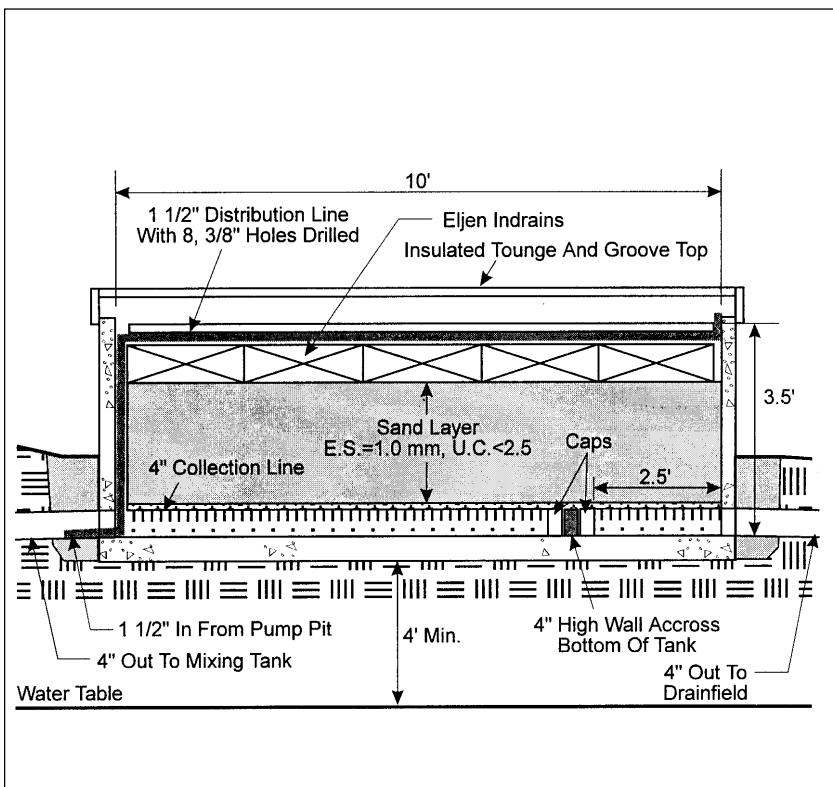 10'
1 1/2" Distribution Line
With 8, 3/8" Holes Drilled
Eljen Indrains
Insulated Tounge And Groove Top
3.5'
Sand Layer
E.S.=1.0 mm, U.C.<2.5
Caps
4" Collection Line
2.5'
1 1/2" In From Pump Pit
4" Out To Mixing Tank
4' Min.
4" High Wall Accross
Bottom Of Tank
4" Out To
Drainfield
Water Table